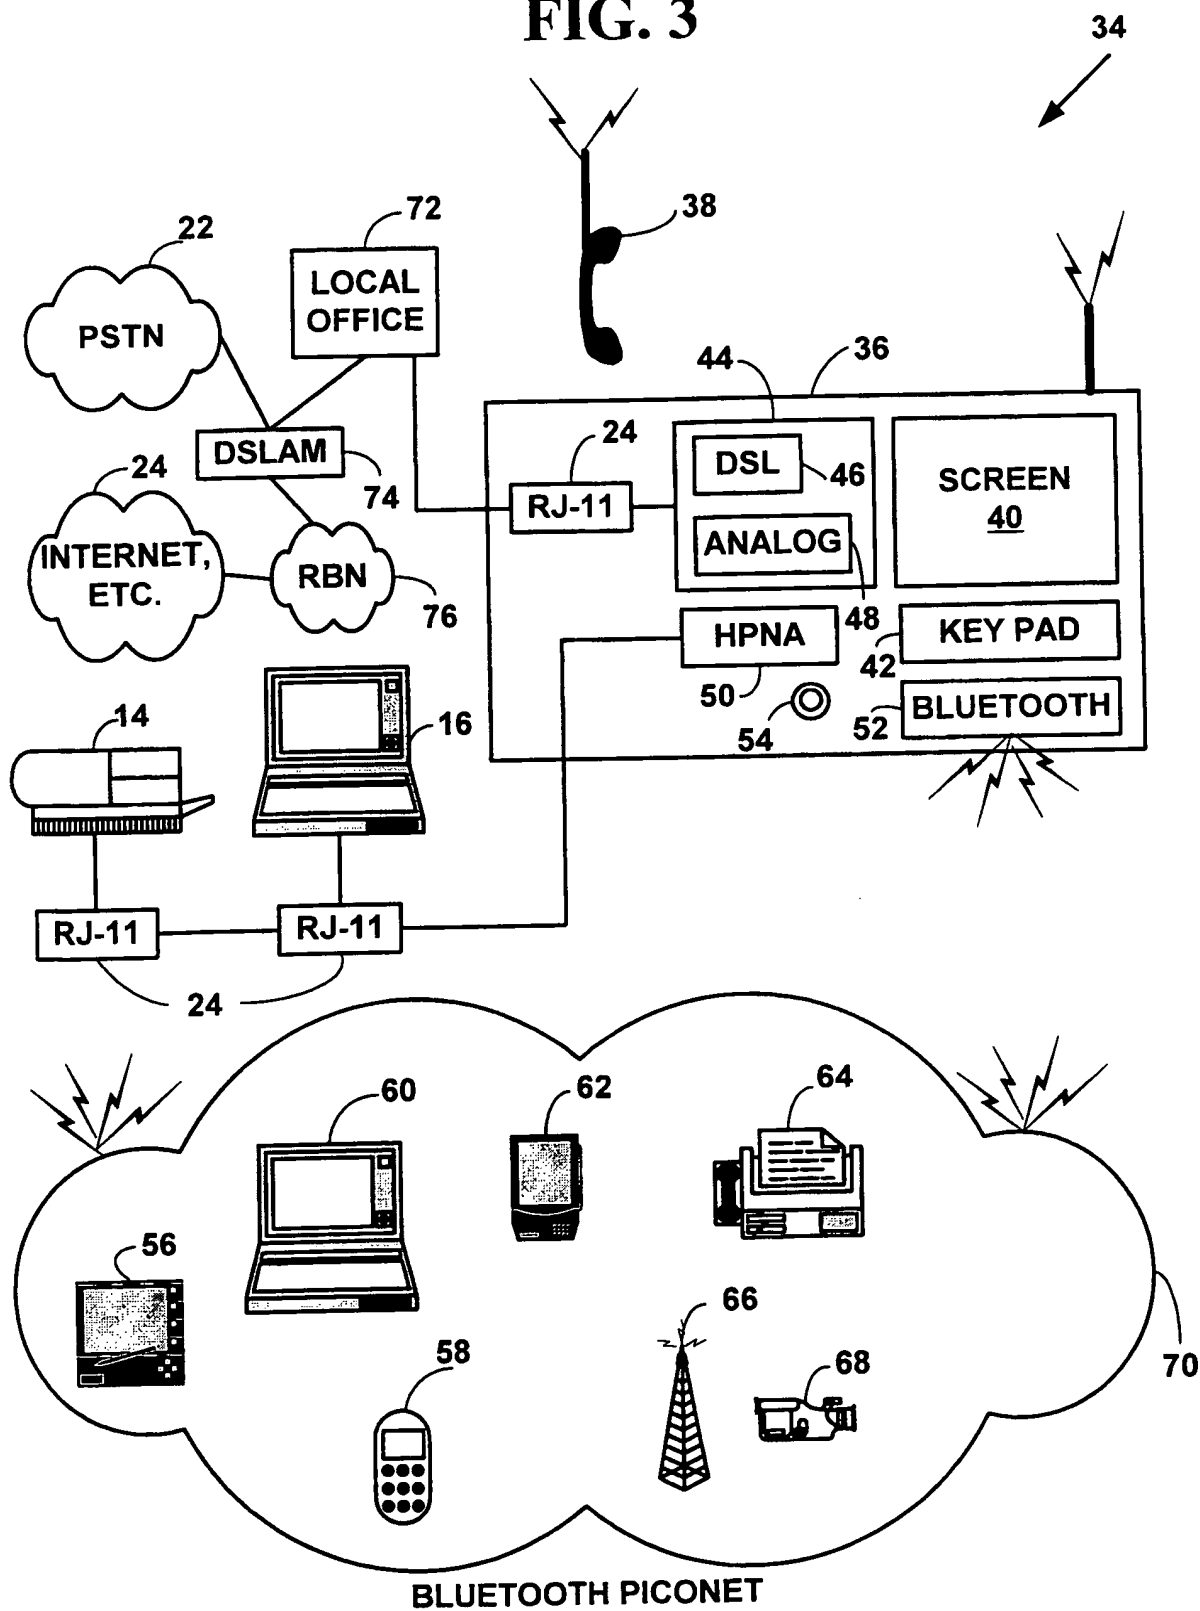 FIG. 3
34
72
38
22
LOCAL
OFFICE
PSTN
36
44
24
DSLAM
24
74
DSL
46
SCREEN
40
RJ-11
INTERNET,
ETC.
RBN
76
ANALOG
48
HPNA
50
KEY PAD
42
14
16
54
52
BLUETOOTH
RJ-11
RJ-11
24
60
62
64
56
66
58
68
70
BLUETOOTH PICONET